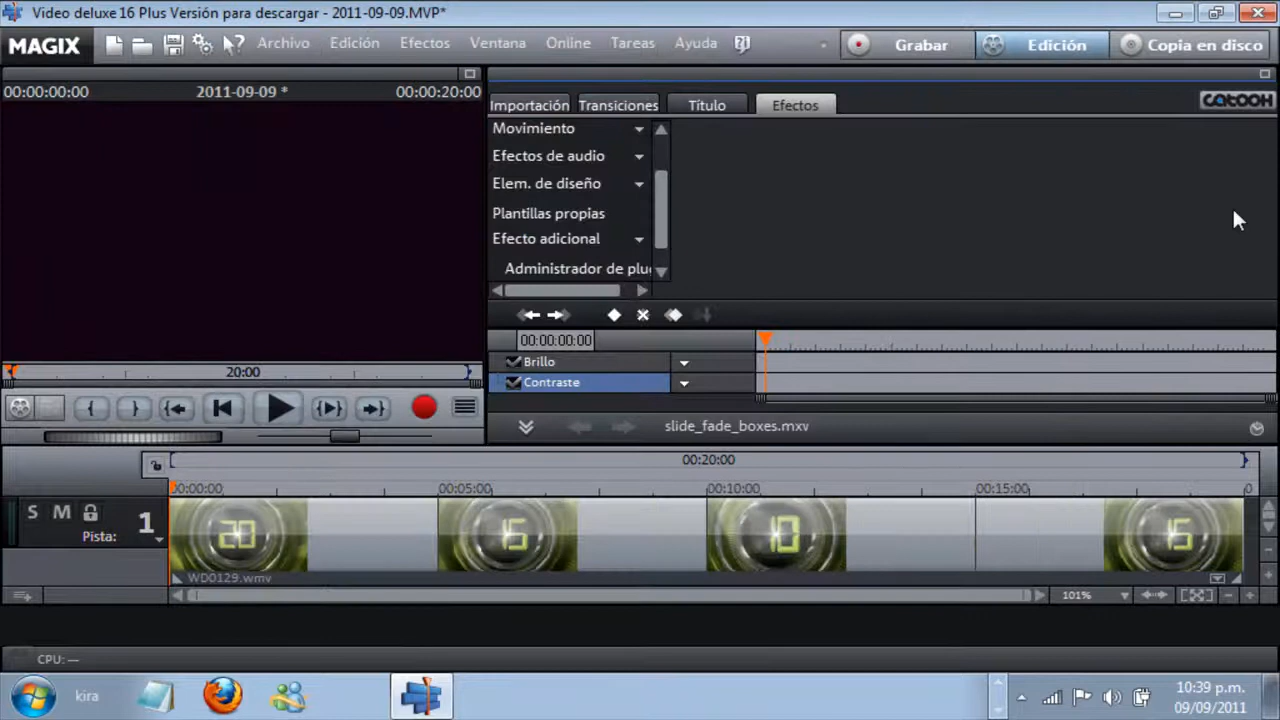 Video deluxe 16 Plus Versión para descargar - 2011-09-09.MVP*
MAGIX
Archivo Edición Efectos Ventana Online Tareas Ayuda
Grabar Edición Copia en disco
00:00:00:00 2011-09-09 * 00:00:20:00
Importación Transiciones Título Efectos
catooh
Movimiento
Efectos de audio
Elem. de diseño
Plantillas propias
Efecto adicional
Administrador de plu
00:00:00:00
Brillo
Contraste
20:00
slide_fade_boxes.mxv
00:20:00
00:00:00 00:05:00 00:10:00 00:15:00 0
S M 1
Pista:
20 15 10 15
WD0129.wmv
101%
CPU: —
kira
10:39 p.m.
09/09/2011